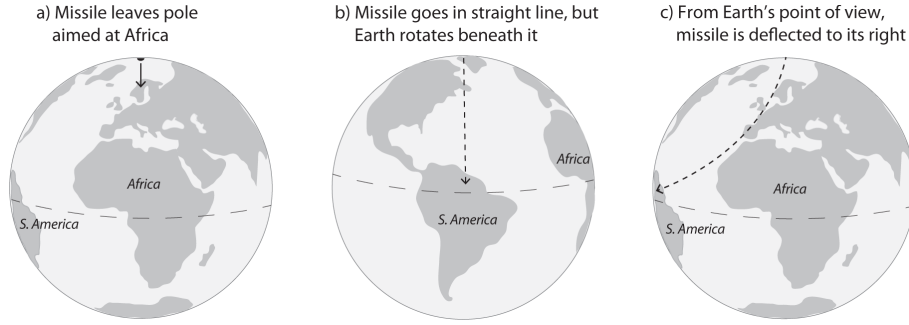 a) Missile leaves pole
aimed at Africa
Africa
S. America
b) Missile goes in straight line, but
Earth rotates beneath it
Africa
S. America
c) From Earth's point of view,
missile is deflected to its right
Africa
S. America